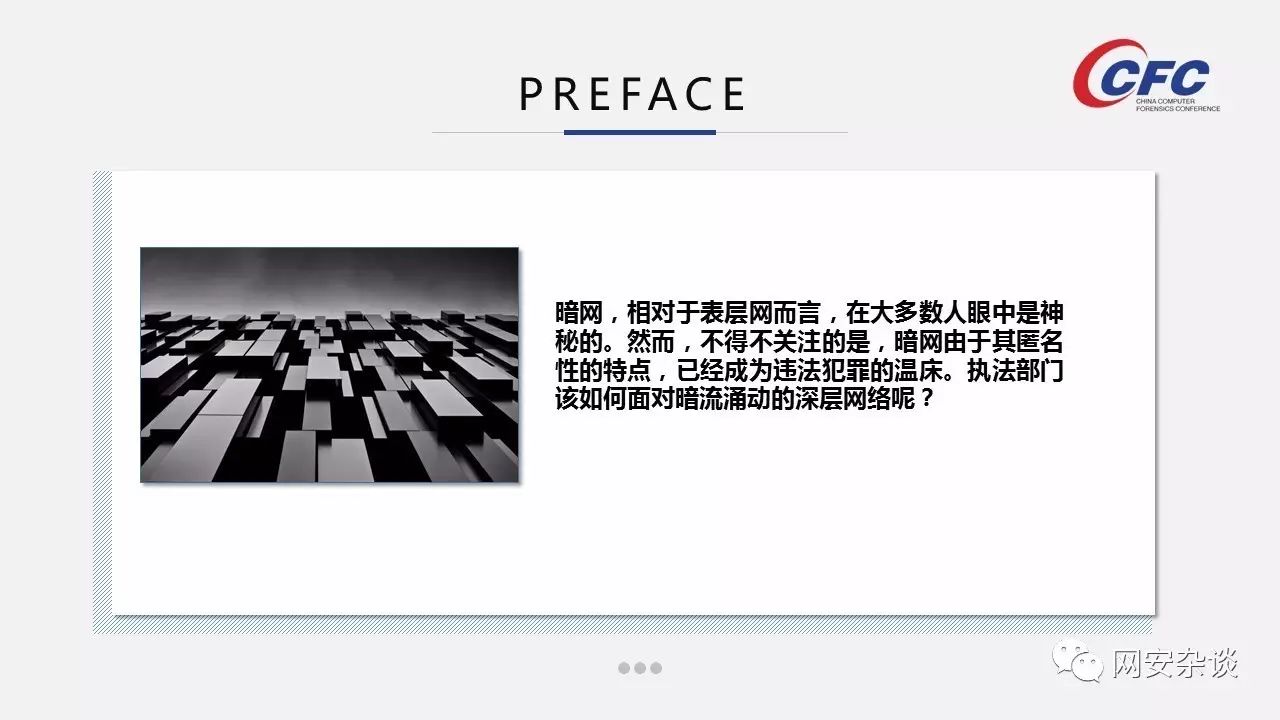 PREFACE
CFC
CHINA COMPUTER
FORENSICS CONFERENCE
暗网，相对于表层网而言，在大多数人眼中是神
秘的。然而，不得不关注的是，暗网由于其匿名
性的特点，已经成为违法犯罪的温床。执法部门
该如何面对暗流涌动的深层网络呢？
网安杂谈